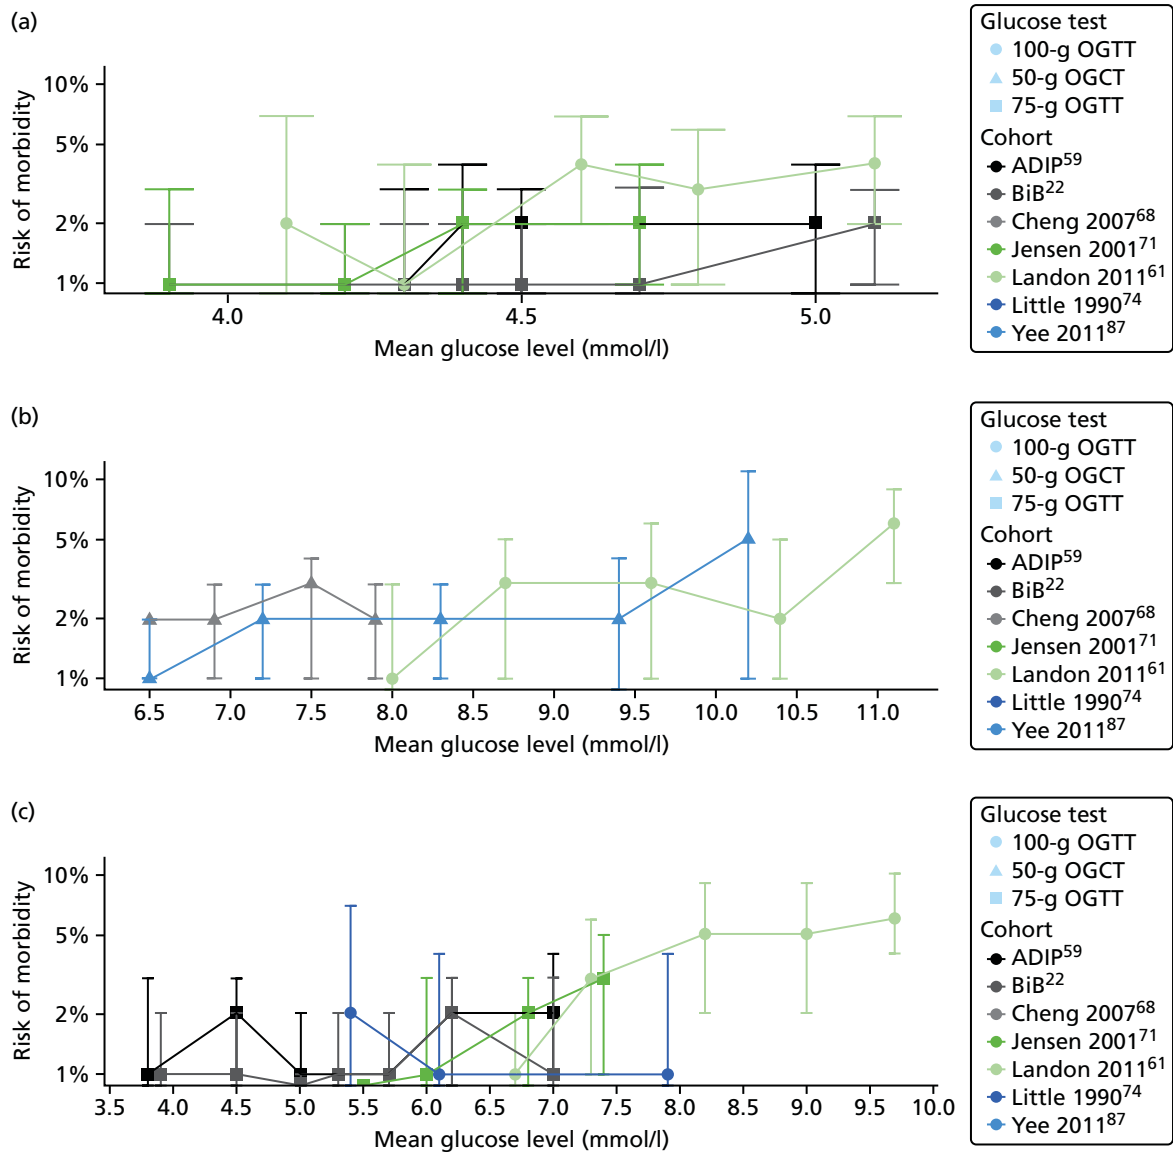 (a)
10%
5%
2%
1%
Risk of morbidity
4.0 4.5 5.0
Mean glucose level (mmol/l)
Glucose test
100-g OGTT
50-g OGCT
75-g OGTT
Cohort
ADIP59
BiB22
Cheng 200768
Jensen 200171
Landon 201161
Little 199074
Yee 201187
(b)
10%
5%
2%
1%
Risk of morbidity
6.5 7.0 7.5 8.0 8.5 9.0 9.5 10.0 10.5 11.0
Mean glucose level (mmol/l)
Glucose test
100-g OGTT
50-g OGCT
75-g OGTT
Cohort
ADIP59
BiB22
Cheng 200768
Jensen 200171
Landon 201161
Little 199074
Yee 201187
(c)
10%
5%
2%
1%
Risk of morbidity
3.5 4.0 4.5 5.0 5.5 6.0 6.5 7.0 7.5 8.0 8.5 9.0 9.5 10.0
Mean glucose level (mmol/l)
Glucose test
100-g OGTT
50-g OGCT
75-g OGTT
Cohort
ADIP59
BiB22
Cheng 200768
Jensen 200171
Landon 201161
Little 199074
Yee 201187